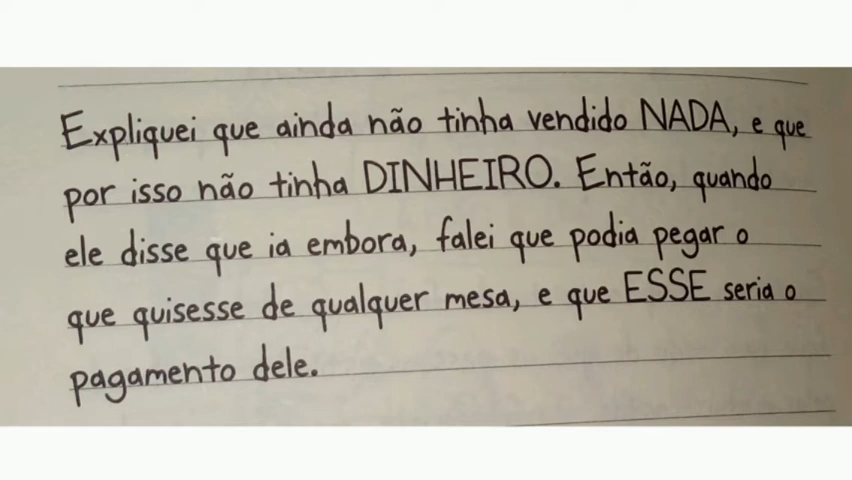 Expliquei que ainda não tinha vendido NADA, e que
por isso não tinha DINHEIRO. Então, quando
ele disse que ia embora, falei que podia pegar o
que quisesse de qualquer mesa, e que ESSE seria o
pagamento dele.